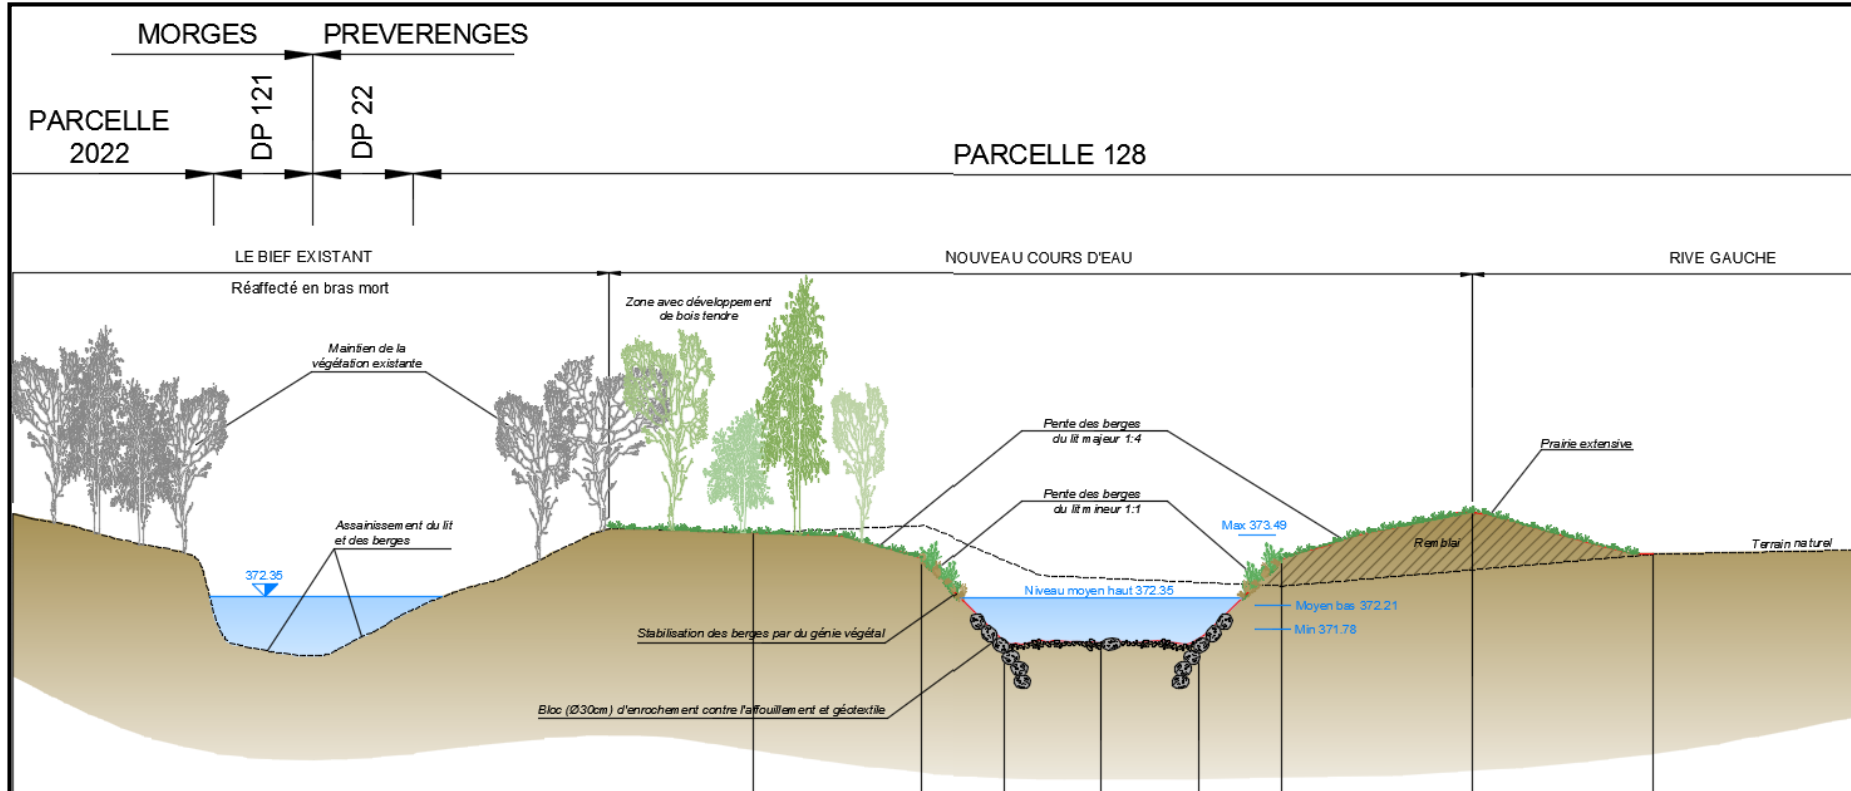 MORGES
PREVERENGES
DP 121
DP 22
PARCELLE
2022
PARCELLE 128
LE BIEF EXISTANT
NOUVEAU COURS D'EAU
RIVE GAUCHE
Réaffecté en bras mort
Zone avec développement
de bois tendre
Maintien de la
végétation existante
Pente des berges
du lit majeur 1:4
Prairie extensive
Pente des berges
du lit mineur 1:1
Assainissement du lit
et des berges
Max 373.49
Remblai
Terrain naturel
372.35
Niveau moyen haut 372.35
Moyen bas 372.21
Min 371.78
Stabilisation des berges par du génie végétal
Bloc (Ø30cm) d'enrochement contre l'affouillement et géotextile